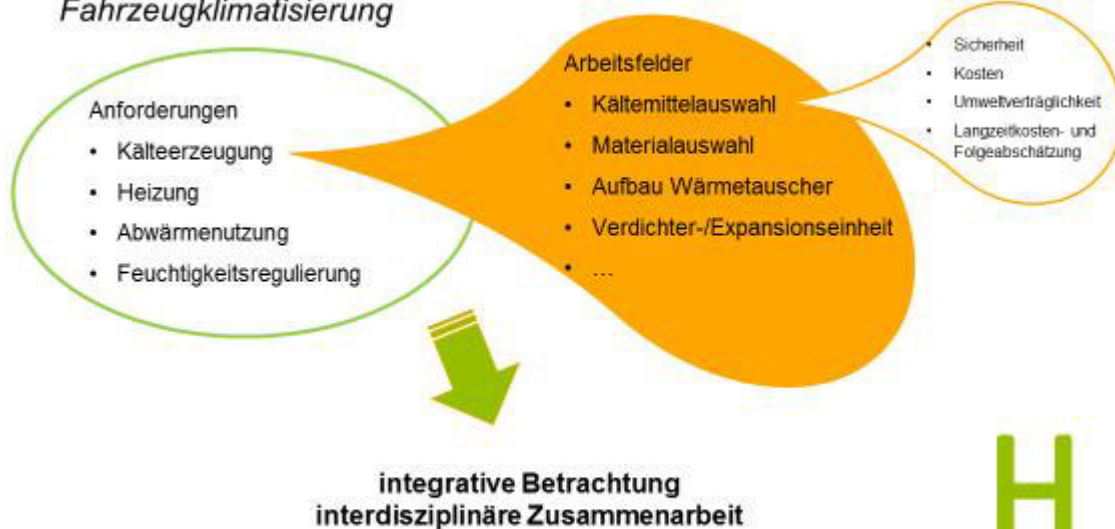 Fahrzeugklimatisierung
Anforderungen
• Kälteerzeugung
• Heizung
• Abwärmenutzung
• Feuchtigkeitsregulierung
Arbeitsfelder
• Kältemittelauswahl
• Materialauswahl
• Aufbau Wärmetauscher
• Verdichter-/Expansionseinheit
• …
• Sicherheit
• Kosten
• Umweltverträglichkeit
• Langzeitkosten- und
Folgeabschätzung
integrative Betrachtung
interdisziplinäre Zusammenarbeit
H